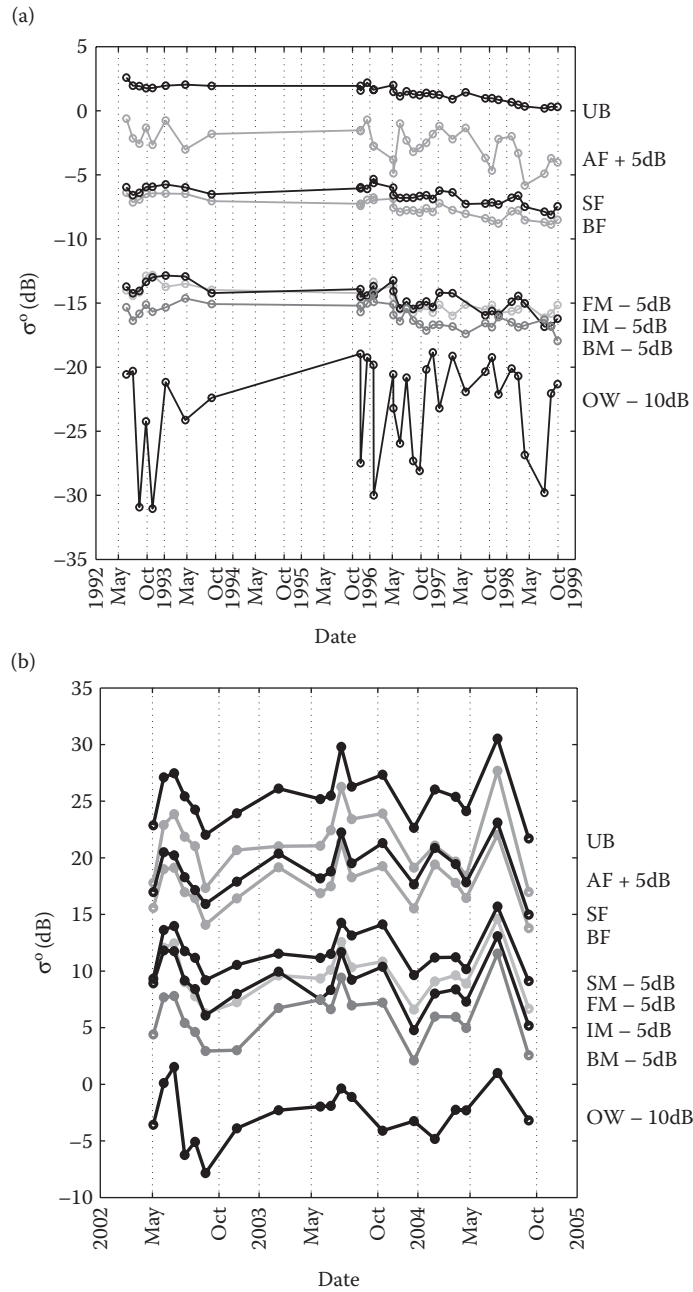 (a)
5
0
−5
−10
−15
−20
−25
−30
−35
σ° (dB)
UB
AF + 5dB
SF
BF
FM – 5dB
IM – 5dB
BM – 5dB
OW – 10dB
1992
May
Oct
1993
May
Oct
1994
May
Oct
1995
May
Oct
1996
May
Oct
1997
May
Oct
1998
May
Oct
1999
Date
(b)
35
30
25
20
15
10
5
0
−5
−10
σ° (dB)
UB
AF + 5dB
SF
BF
SM – 5dB
FM – 5dB
IM – 5dB
BM – 5dB
OW – 10dB
2002
May
Oct
2003
May
Oct
2004
May
Oct
2005
Date